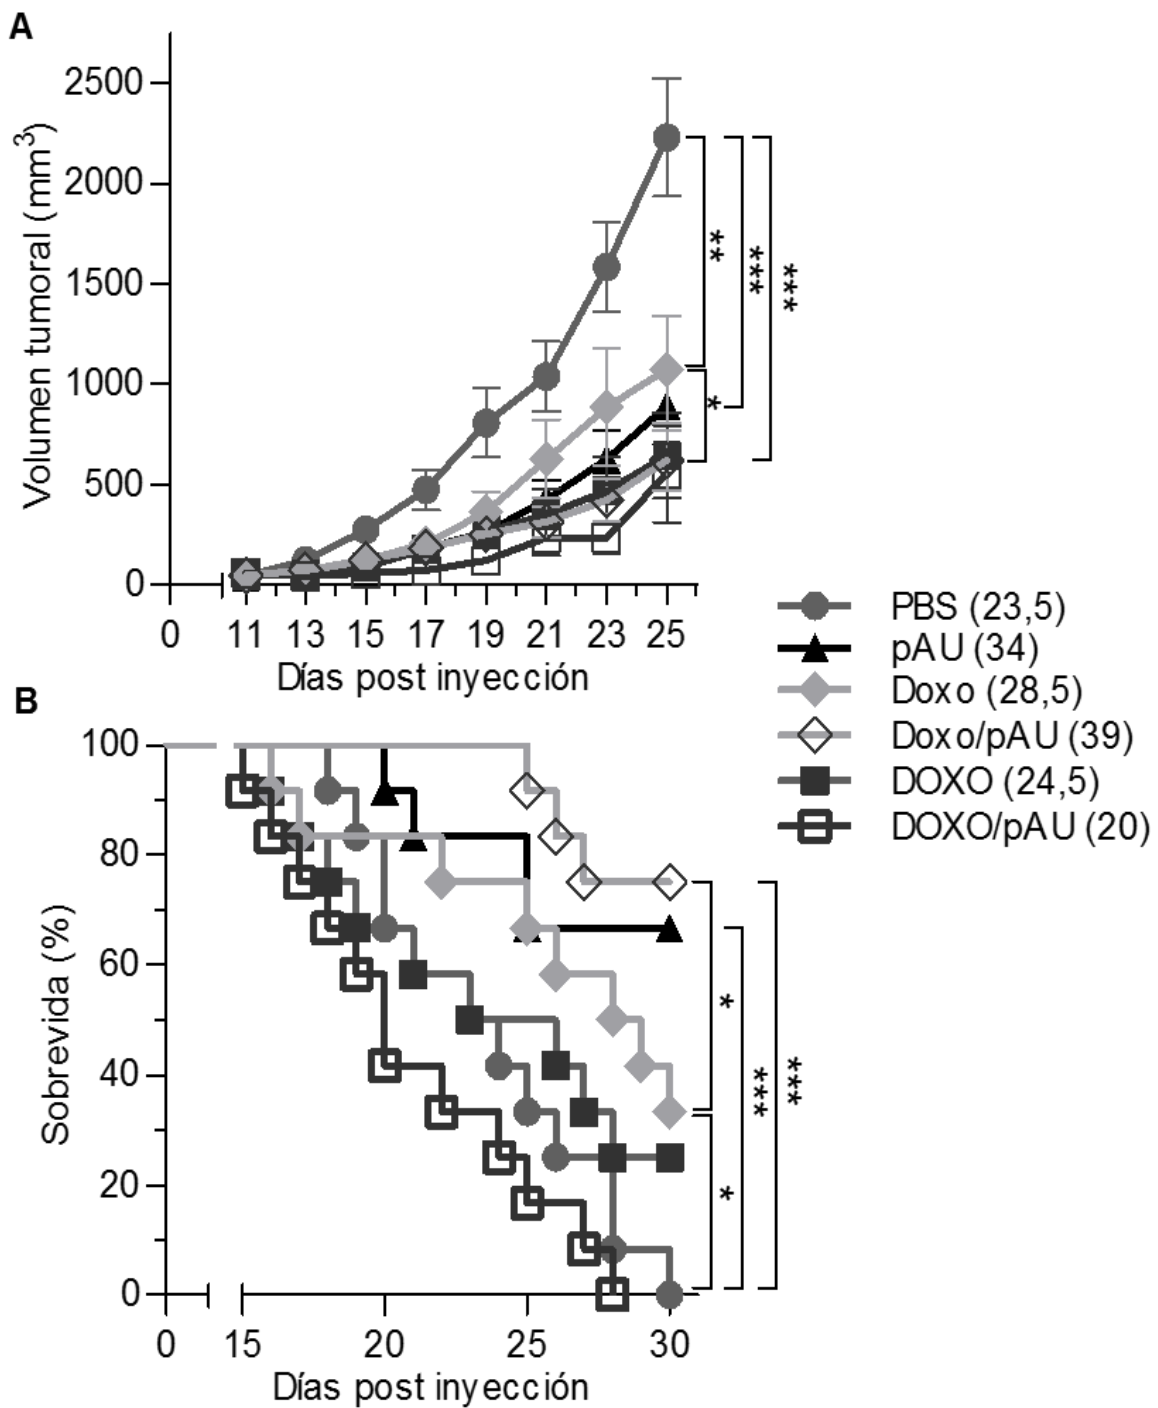 A
Volumen tumoral (mm³)
2500
2000
1500
1000
500
0
0 11 13 15 17 19 21 23 25
Días post inyección
**
***
***
*
PBS (23,5)
pAU (34)
Doxo (28,5)
Doxo/pAU (39)
DOXO (24,5)
DOXO/pAU (20)
B
Sobrevida (%)
100
80
60
40
20
0
0 15 20 25 30
Días post inyección
*
***
***
*